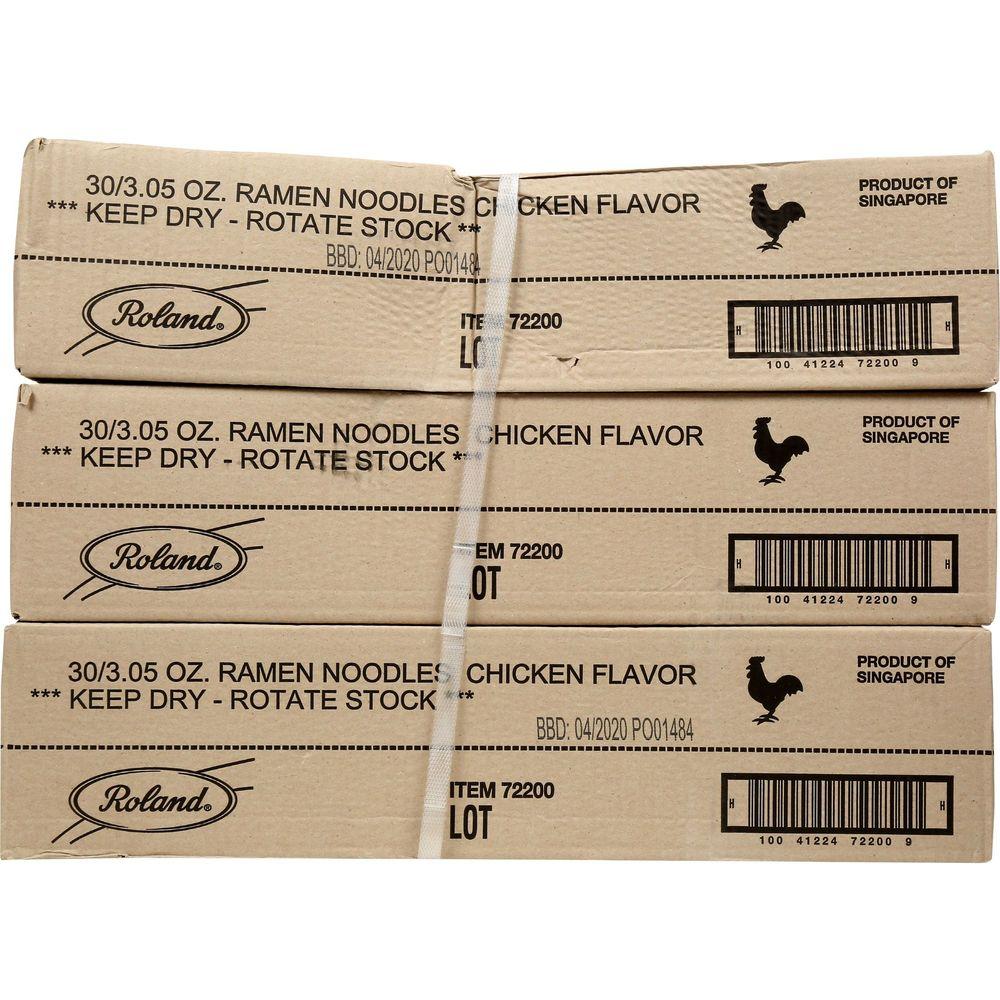 30/3.05 OZ. RAMEN NOODLES CHICKEN FLAVOR
*** KEEP DRY - ROTATE STOCK **
BBD: 04/2020 PO01484
PRODUCT OF
SINGAPORE
Roland®
ITEM 72200
LOT
H H
100 41224 72200 9
30/3.05 OZ. RAMEN NOODLES CHICKEN FLAVOR
*** KEEP DRY - ROTATE STOCK **
PRODUCT OF
SINGAPORE
Roland®
EM 72200
OT
H H
100 41224 72200 9
30/3.05 OZ. RAMEN NOODLES CHICKEN FLAVOR
*** KEEP DRY - ROTATE STOCK ***
BBD: 04/2020 PO01484
PRODUCT OF
SINGAPORE
Roland®
ITEM 72200
LOT
H H
100 41224 72200 9